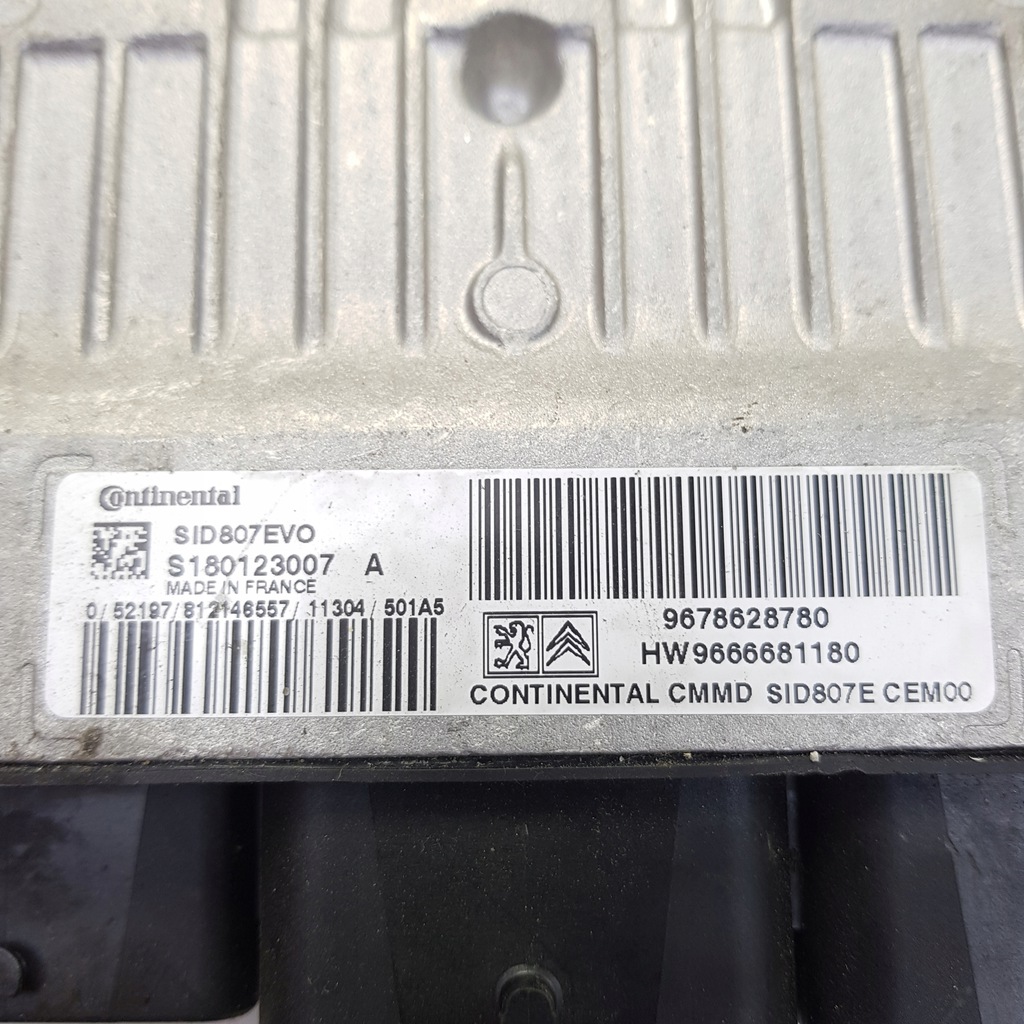 Continental
SID807EVO
S180123007 A
MADE IN FRANCE
0/52197/812146557/11304/501A5
9678628780
HW9666681180
CONTINENTAL CMMD SID807E CEM00